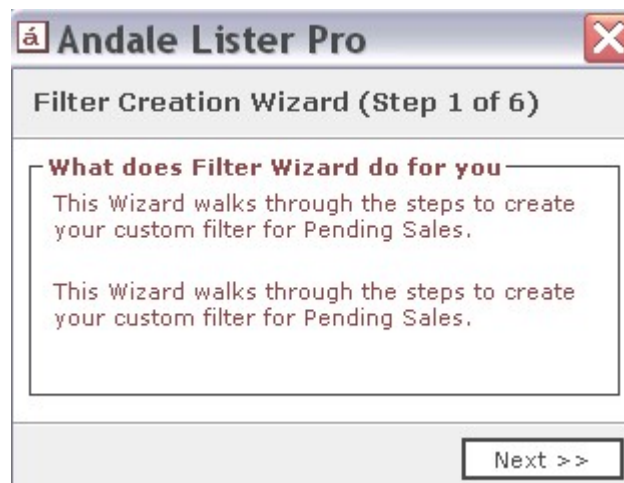 á Andale Lister Pro
Filter Creation Wizard (Step 1 of 6)
What does Filter Wizard do for you
This Wizard walks through the steps to create
your custom filter for Pending Sales.
This Wizard walks through the steps to create
your custom filter for Pending Sales.
Next >>